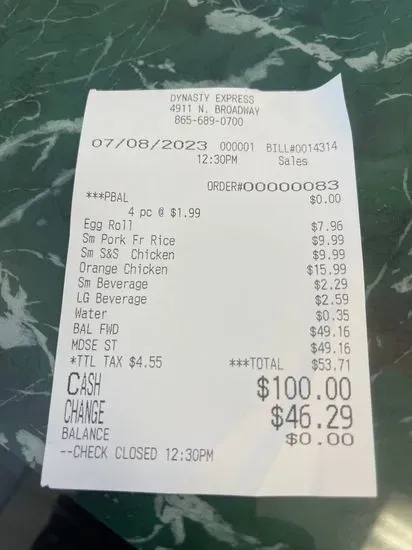 DYNASTY EXPRESS
4911 N. BROADWAY
865-689-0700
07/08/2023 000001 BILL#0014314
12:30PM Sales
ORDER#00000083
***PBAL $0.00
4 pc @ $1.99
Egg Roll $7.96
Sm Pork Fr Rice $9.99
Sm S&S Chicken $9.99
Orange Chicken $15.99
Sm Beverage $2.29
LG Beverage $2.59
Water $0.35
BAL FWD $49.16
MDSE ST $49.16
*TTL TAX $4.55 ***TOTAL $53.71
CASH $100.00
CHANGE $46.29
BALANCE $0.00
--CHECK CLOSED 12:30PM